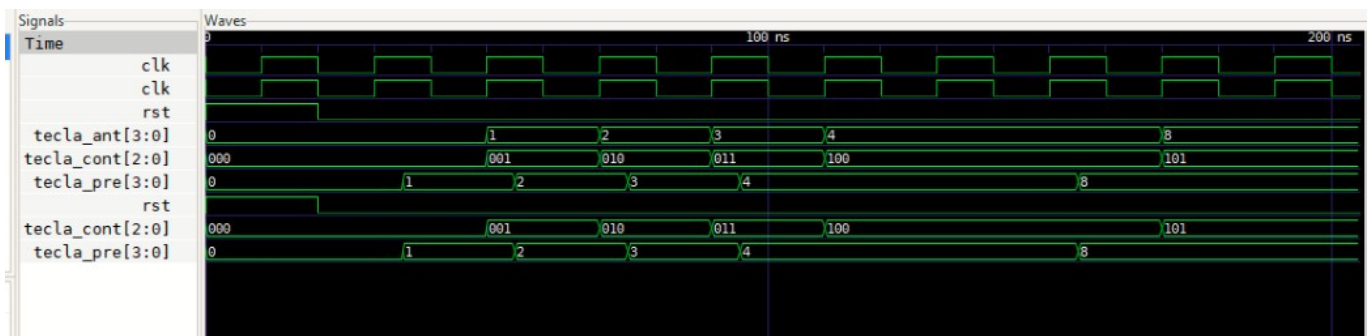 Signals Waves
Time 0 100 ns 200 ns
clk
clk
rst
tecla_ant[3:0] 0 1 2 3 4 8
tecla_cont[2:0] 000 001 010 011 100 101
tecla_pre[3:0] 0 1 2 3 4 8
rst
tecla_cont[2:0] 000 001 010 011 100 101
tecla_pre[3:0] 0 1 2 3 4 8